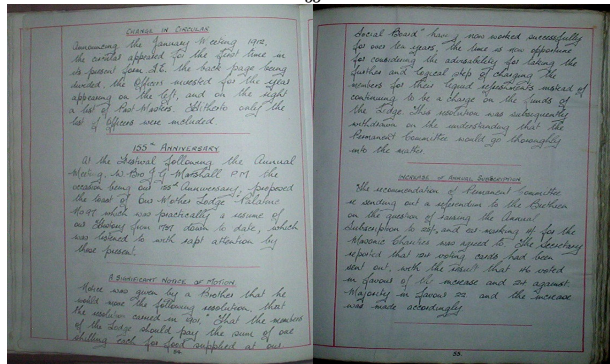 CHANGE IN CIRCULAR
Announcing the January Meeting 1912,
the circular appeared for the first time in
its present form I.E. the back page being
divided, the Officers invested for the year
appearing on the left, and on the right
a list of Past Masters. Hitherto only the
list of Officers were included.
155th ANNIVERSARY
At the Festival following the Annual
Meeting, W. Bro J.G. Marshall P.M the
occasion being our 155th Anniversary, proposed
the toast of Our Mother Lodge - Palatine
No 97 which was practically a resume of
our History from 1757 down to date, which
was listened to with rapt attention by
those present.
A SIGNIFICANT NOTICE OF MOTION
Notice was given by a Brother that he
would move the following resolution, that
the resolution carried in 1901, "That the members
of the Lodge should pay the sum of one
shilling each for food supplied at our
Social Board" having now worked successfully
for over ten years, the time is now opportune
for considering the advisability for taking the
further and logical step of charging the
members for their liquid refreshments instead of
continuing to be a charge on the funds of
the Lodge. This resolution was subsequently
withdrawn on the understanding that the
Permanent Committee would go thoroughly
into the matter.
INCREASE OF ANNUAL SUBSCRIPTION
The recommendation of Permanent Committee
in sending out a referendum to the Brethren
on the question of raising the Annual
Subscription to and ear marking for the
Masonic Charities was agreed to. The Secretary
reported that voting cards had been
sent out, with the result that 46 voted
in favour of the increase and 24 against
Majority in favour 22 and the increase
was made accordingly.
55.